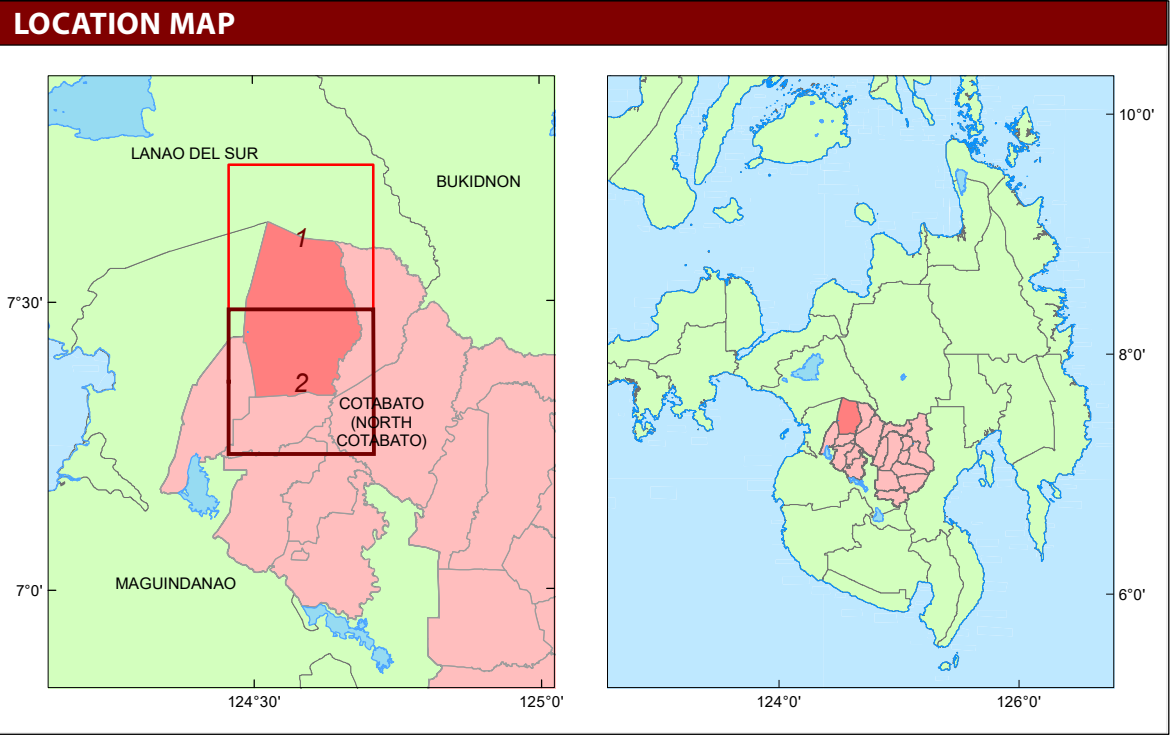 LOCATION MAP
LANAO DEL SUR
BUKIDNON
1
7°30'
2
COTABATO
(NORTH
COTABATO)
MAGUINDANAO
7°0'
124°30'
125°0'
10°0'
8°0'
6°0'
124°0'
126°0'